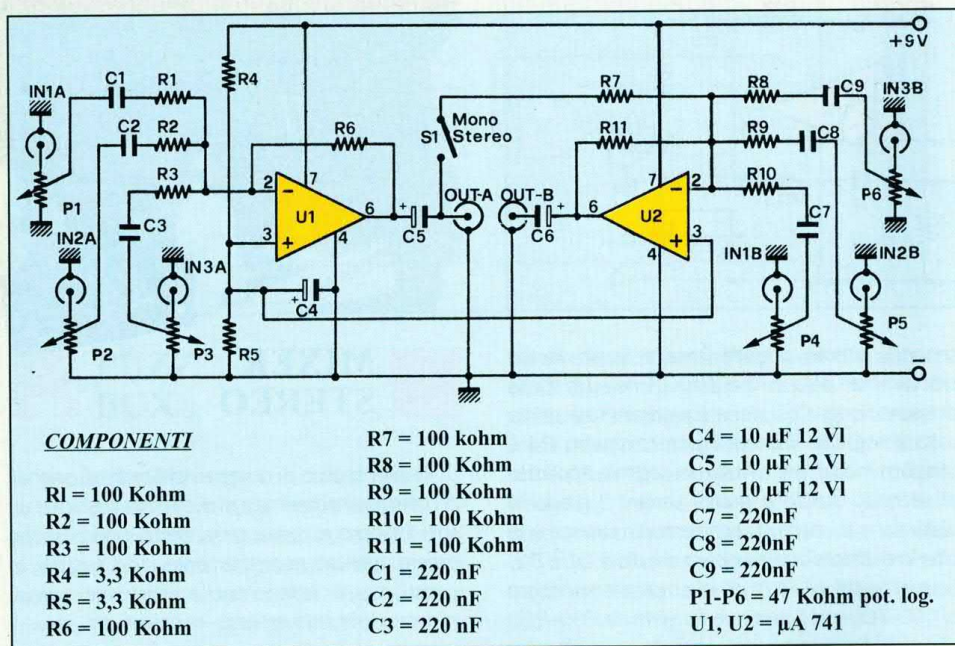 +9V
IN1A
C1
R1
C2
R2
R3
P1
IN2A
C3
IN3A
P2
P3
R4
R5
R6
2
7
U1
6
3
4
C4
+
C5
+
S1
Mono
Stereo
OUT-A
OUT-B
C6
+
R7
R11
7
2
6
U2
3
4
R8
R9
R10
C9
C8
C7
IN3B
P6
IN1B
IN2B
P4
P5
COMPONENTI
R1 = 100 Kohm
R2 = 100 Kohm
R3 = 100 Kohm
R4 = 3,3 Kohm
R5 = 3,3 Kohm
R6 = 100 Kohm
R7 = 100 kohm
R8 = 100 Kohm
R9 = 100 Kohm
R10 = 100 Kohm
R11 = 100 Kohm
C1 = 220 nF
C2 = 220 nF
C3 = 220 nF
C4 = 10 µF 12 Vl
C5 = 10 µF 12 Vl
C6 = 10 µF 12 Vl
C7 = 220nF
C8 = 220nF
C9 = 220nF
P1-P6 = 47 Kohm pot. log.
U1, U2 = µA 741